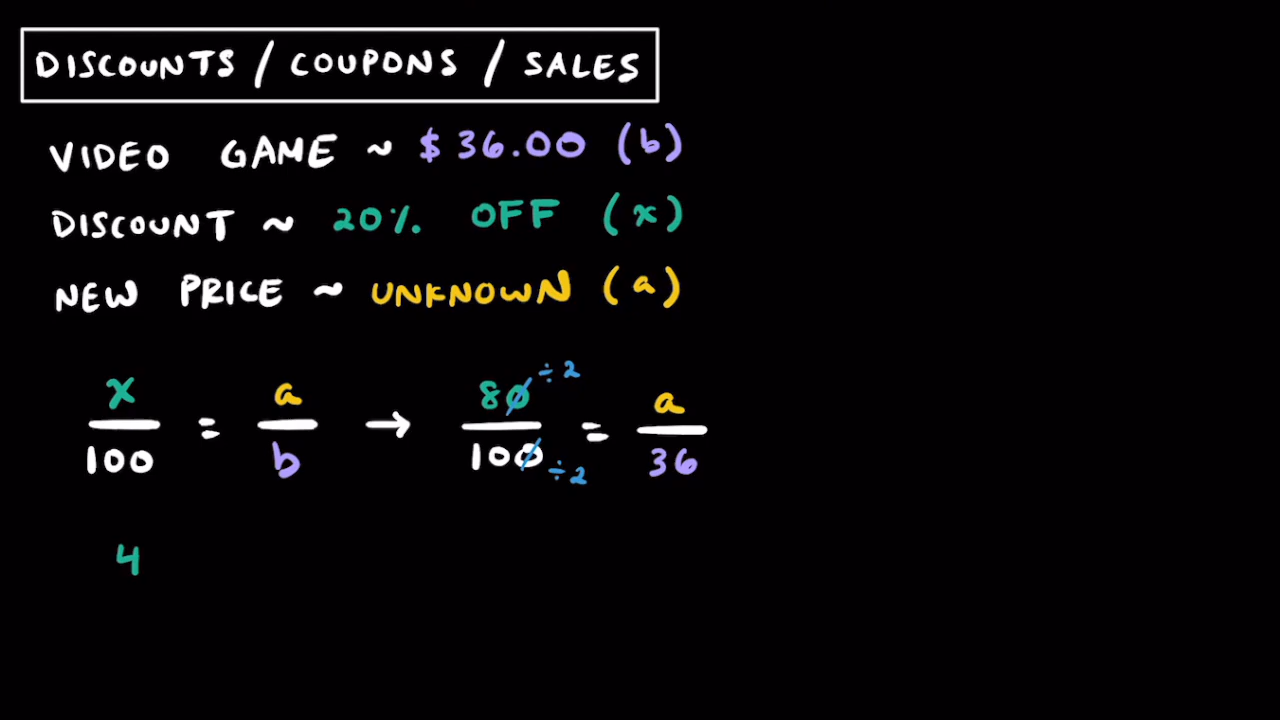 DISCOUNTS / COUPONS / SALES
VIDEO GAME ~ $36.00 (b)
DISCOUNT ~ 20% OFF (x)
NEW PRICE ~ UNKNOWN (a)
x/100 = a/b → 80÷2/100÷2 = a/36
4